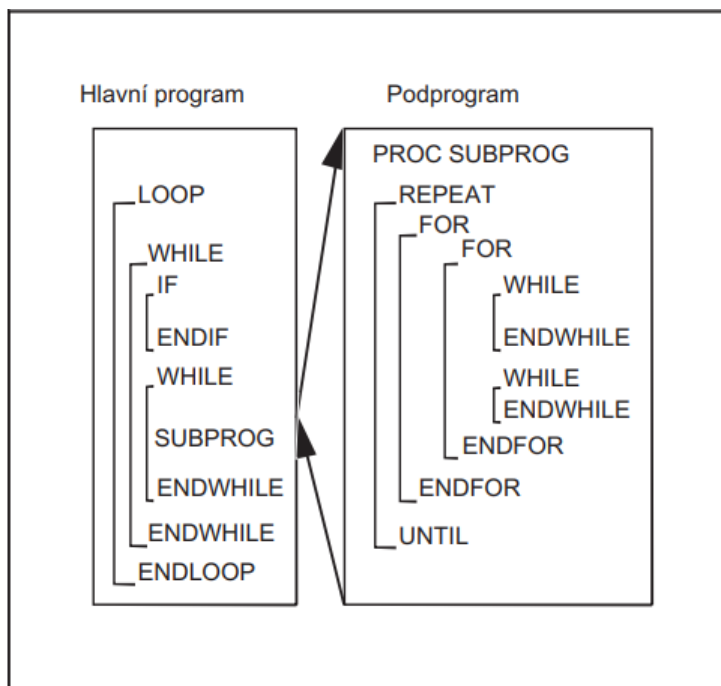 Hlavní program
LOOP
WHILE
IF
ENDIF
WHILE
SUBPROG
ENDWHILE
ENDWHILE
ENDLOOP
Podprogram
PROC SUBPROG
REPEAT
FOR
FOR
WHILE
ENDWHILE
WHILE
ENDWHILE
ENDFOR
ENDFOR
UNTIL